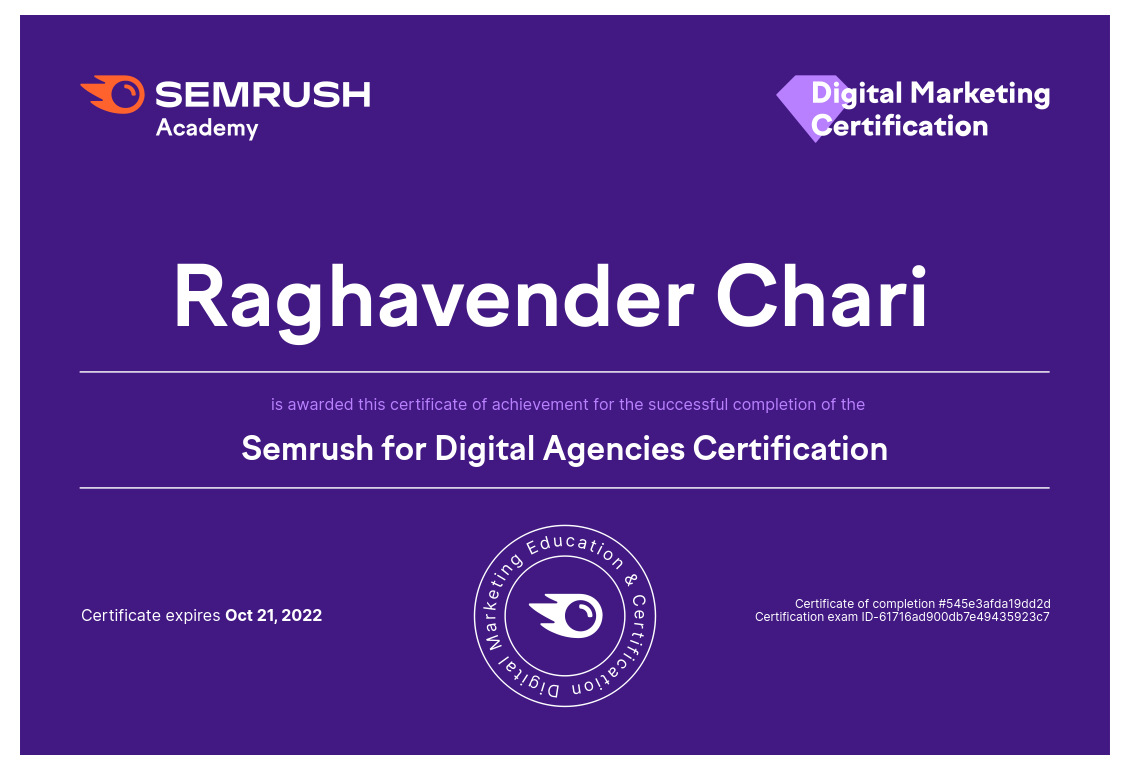 SEMRUSH
Academy
Digital Marketing
Certification
Raghavender Chari
is awarded this certificate of achievement for the successful completion of the
Semrush for Digital Agencies Certification
Certificate expires Oct 21, 2022
Digital Marketing Education & Certification
Certificate of completion #545e3afda19dd2d
Certification exam ID-61716ad900db7e49435923c7